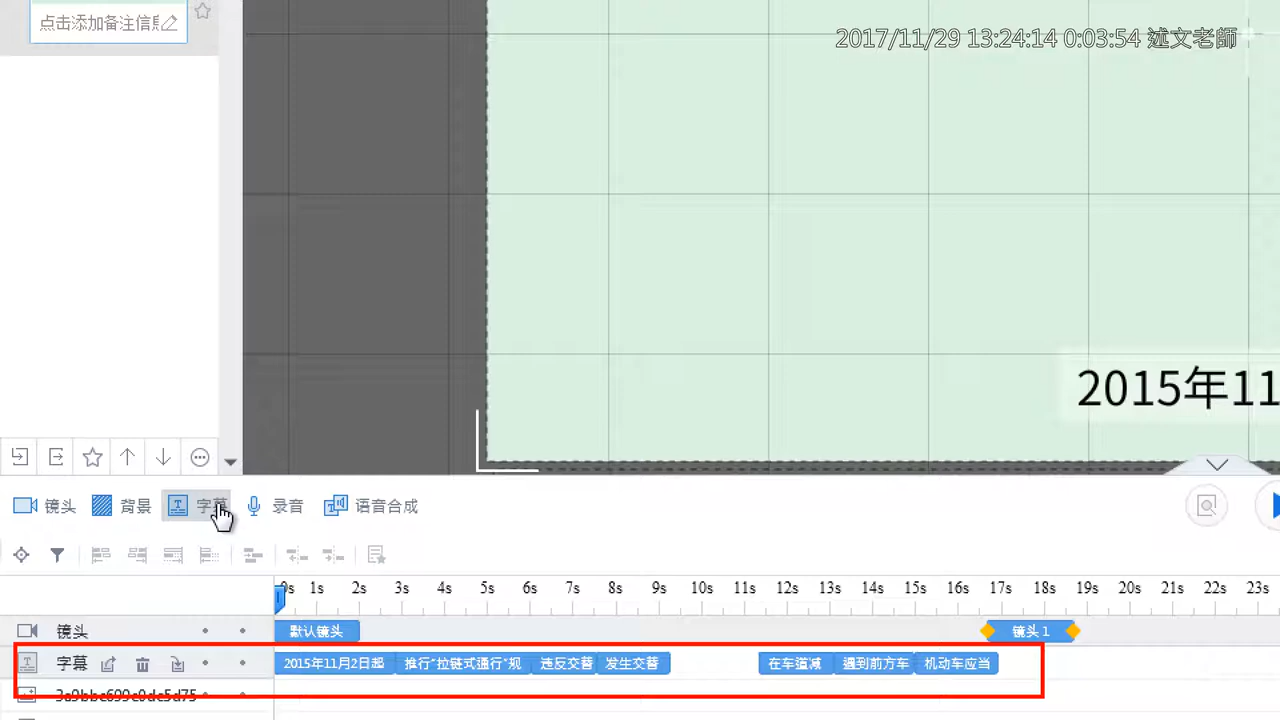 点击添加备注信息
2017/11/29 13:24:14 0:03:54 述文老師
2015年11
镜头 背景 字幕 录音 语音合成
0s 1s 2s 3s 4s 5s 6s 7s 8s 9s 10s 11s 12s 13s 14s 15s 16s 17s 18s 19s 20s 21s 22s 23s
镜头 默认镜头 镜头 1
字幕 2015年11月2日起 推行"拉链式通行"规 违反交替 发生交替 在车道减 遇到前方车 机动车应当
3a9bbc699c0dc5d75